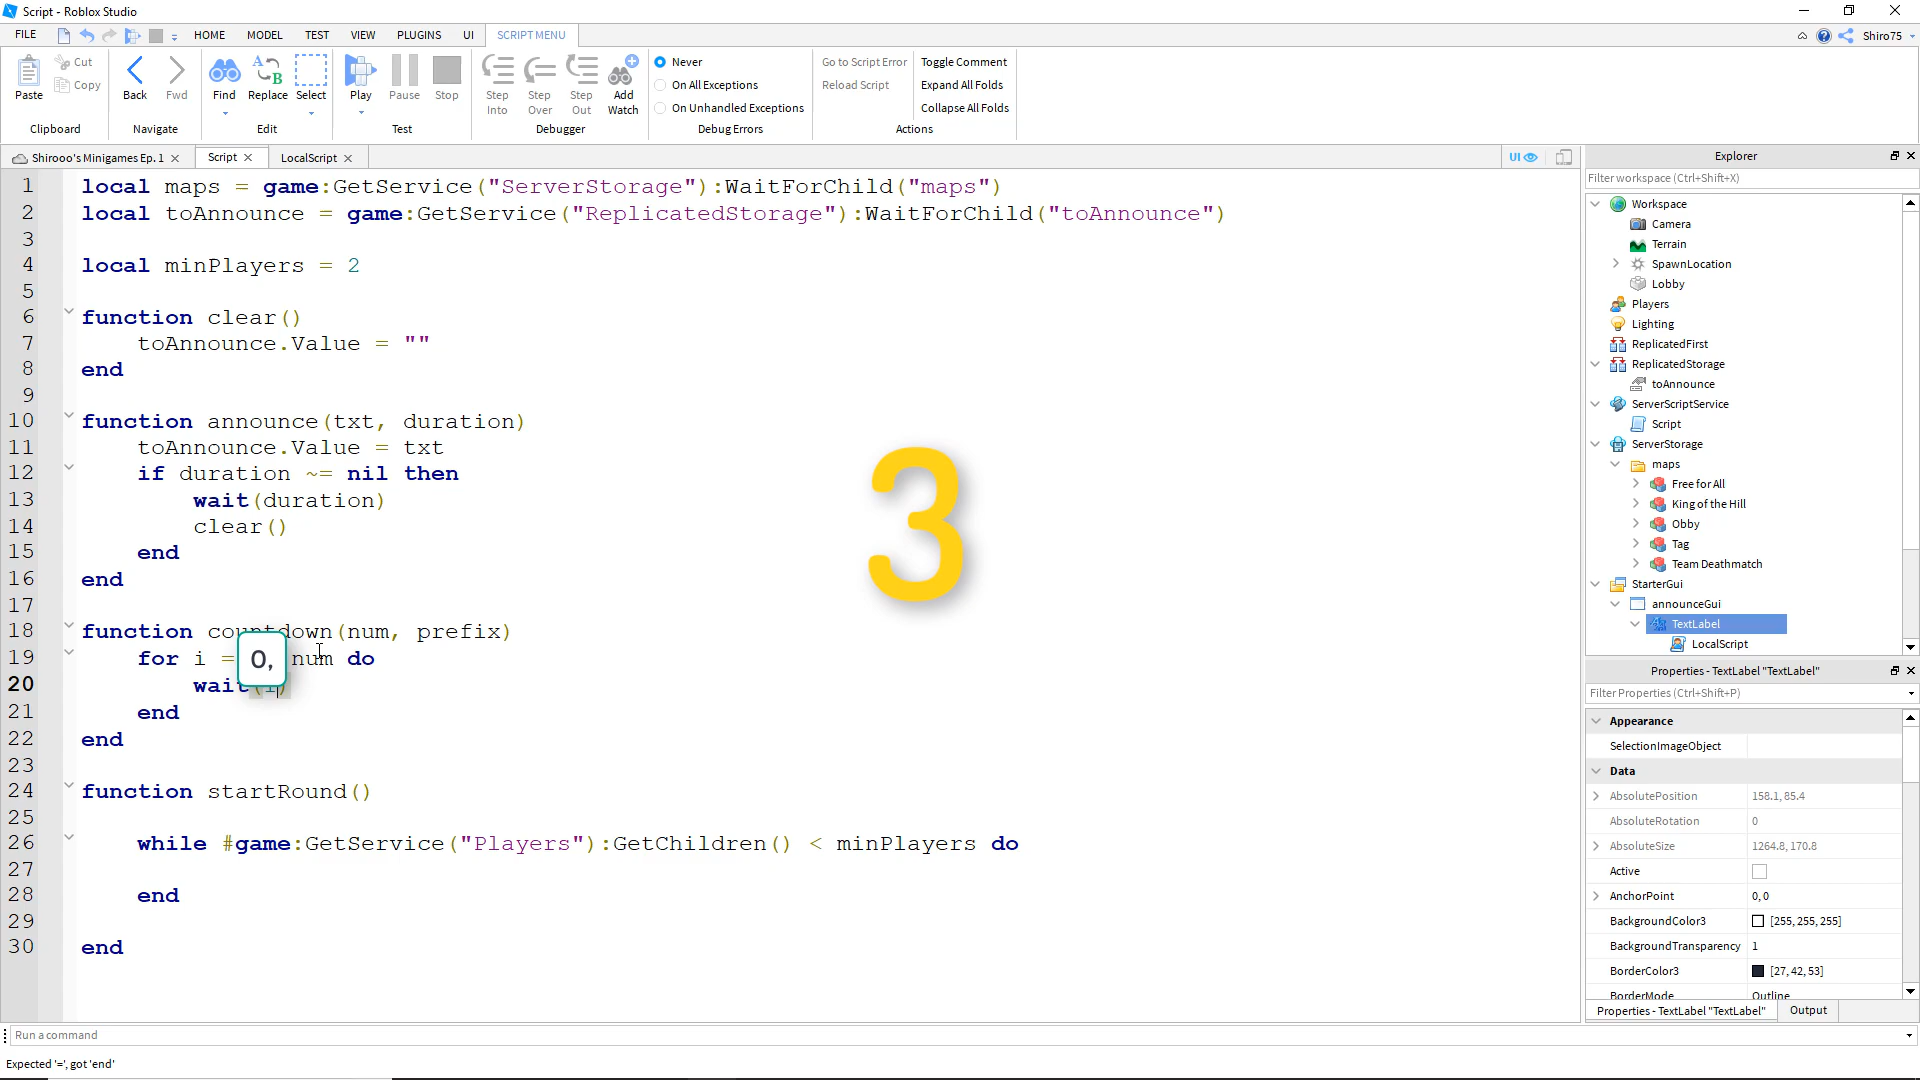 Script - Roblox Studio
FILE HOME MODEL TEST VIEW PLUGINS UI SCRIPT MENU Shiro75
Paste Cut Copy Back Fwd Find Replace Select Play Pause Stop Step Into Step Over Step Out Add Watch Never On All Exceptions On Unhandled Exceptions Go to Script Error Reload Script Toggle Comment Expand All Folds Collapse All Folds
Clipboard Navigate Edit Test Debugger Debug Errors Actions
Shirooo's Minigames Ep. 1 Script LocalScript UI
1 local maps = game:GetService("ServerStorage"):WaitForChild("maps")
2 local toAnnounce = game:GetService("ReplicatedStorage"):WaitForChild("toAnnounce")
3
4 local minPlayers = 2
5
6 function clear()
7 toAnnounce.Value = ""
8 end
9
10 function announce(txt, duration)
11 toAnnounce.Value = txt
12 if duration ~= nil then
13 wait(duration)
14 clear()
15 end
16 end
17
18 function countdown(num, prefix)
19 for i = 0, num do
20 wait(1)
21 end
22 end
23
24 function startRound()
25
26 while #game:GetService("Players"):GetChildren() < minPlayers do
27
28 end
29
30 end
3
Explorer
Filter workspace (Ctrl+Shift+X)
Workspace
Camera
Terrain
SpawnLocation
Lobby
Players
Lighting
ReplicatedFirst
ReplicatedStorage
toAnnounce
ServerScriptService
Script
ServerStorage
maps
Free for All
King of the Hill
Obby
Tag
Team Deathmatch
StarterGui
announceGui
TextLabel
LocalScript
Properties - TextLabel "TextLabel"
Filter Properties (Ctrl+Shift+P)
Appearance
SelectionImageObject
Data
AbsolutePosition 158.1, 85.4
AbsoluteRotation 0
AbsoluteSize 1264.8, 170.8
Active
AnchorPoint 0, 0
BackgroundColor3 [255, 255, 255]
BackgroundTransparency 1
BorderColor3 [27, 42, 53]
BorderMode Outline
Properties - TextLabel "TextLabel" Output
Run a command
Expected '=', got 'end'